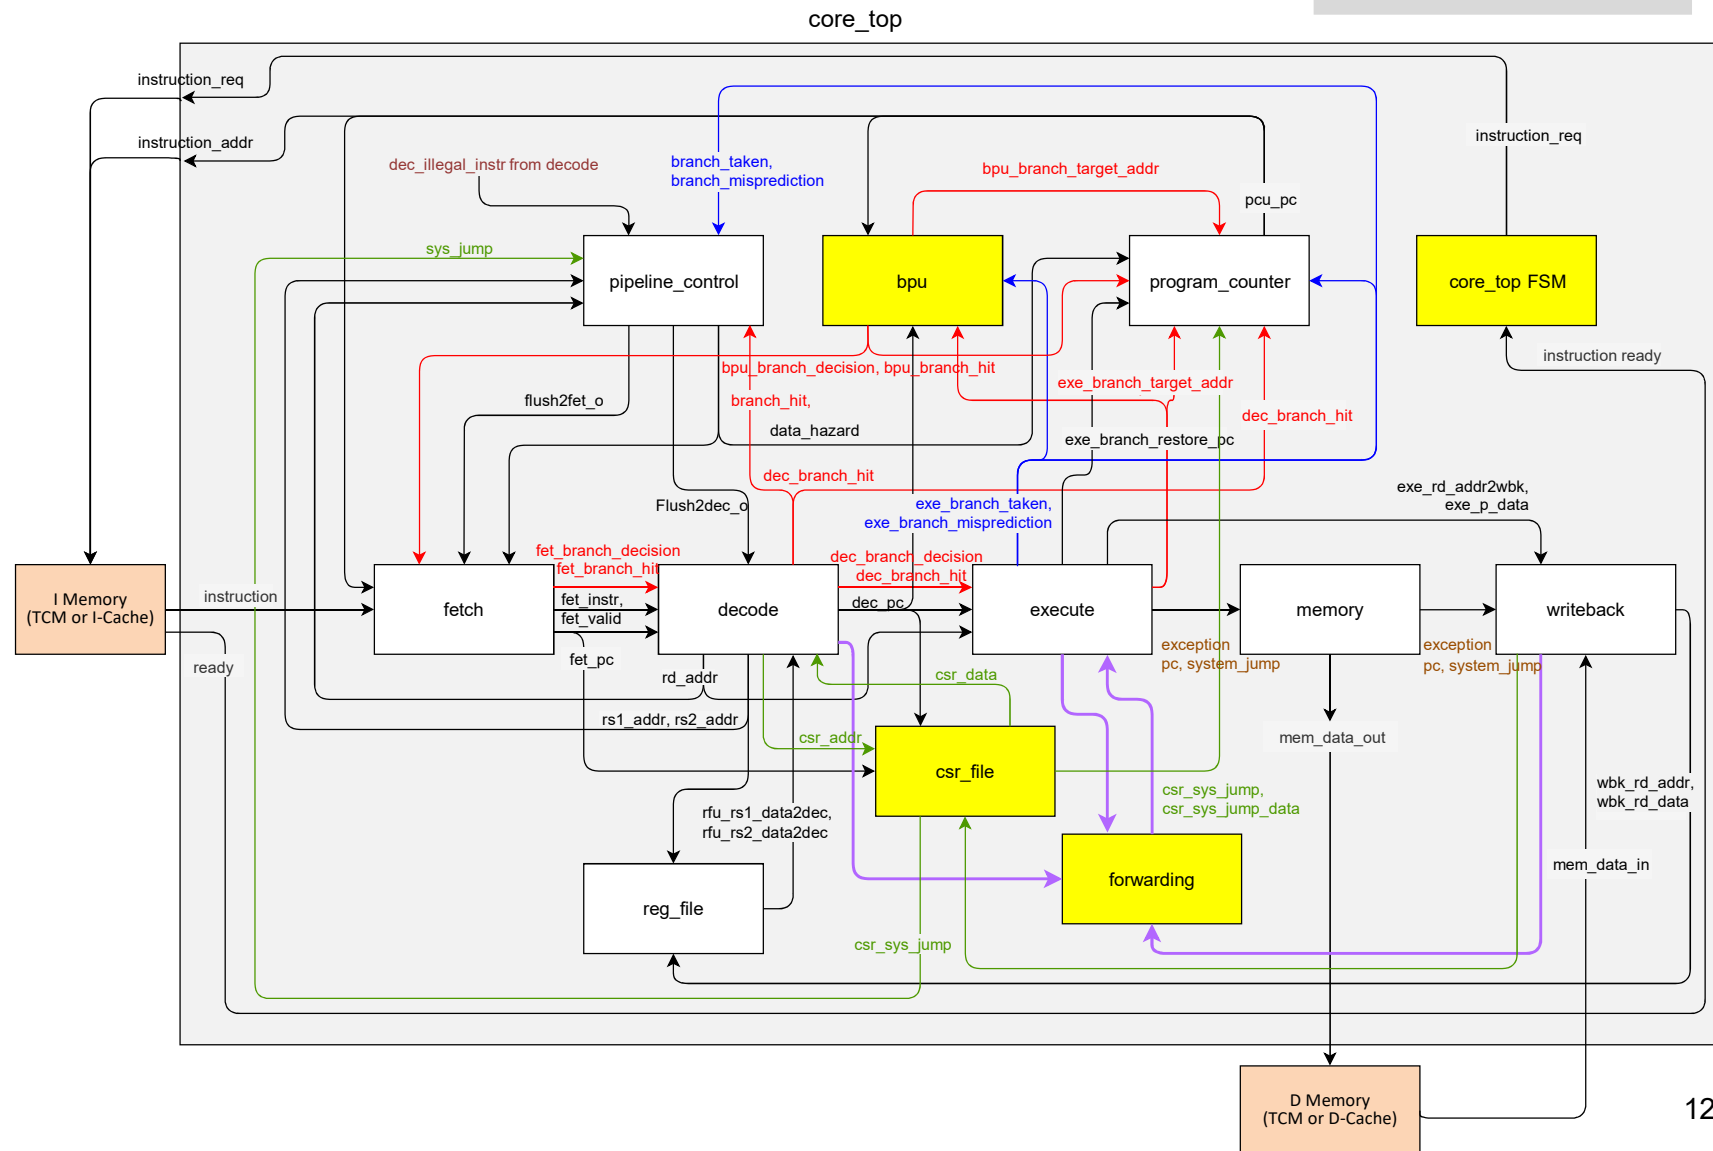 core_top
instruction_req
instruction_addr
instruction_req
dec_illegal_instr from decode
branch_taken,
branch_misprediction
bpu_branch_target_addr
pcu_pc
sys_jump
pipeline_control
bpu
program_counter
core_top FSM
instruction ready
bpu_branch_decision, bpu_branch_hit
exe_branch_target_addr
flush2fet_o
branch_hit,
dec_branch_hit
data_hazard
exe_branch_restore_pc
dec_branch_hit
Flush2dec_o
exe_branch_taken,
exe_branch_misprediction
exe_rd_addr2wbk,
exe_p_data
fet_branch_decision
fet_branch_hit
dec_branch_decision
dec_branch_hit
I Memory
(TCM or I-Cache)
instruction
fetch
fet_instr,
fet_valid
decode
dec_pc
execute
memory
writeback
ready
fet_pc
rd_addr
csr_data
exception
pc, system_jump
exception
pc, system_jump
rs1_addr, rs2_addr
csr_addr
mem_data_out
csr_file
csr_sys_jump,
csr_sys_jump_data
wbk_rd_addr,
wbk_rd_data
rfu_rs1_data2dec,
rfu_rs2_data2dec
mem_data_in
forwarding
reg_file
csr_sys_jump
D Memory
(TCM or D-Cache)
12